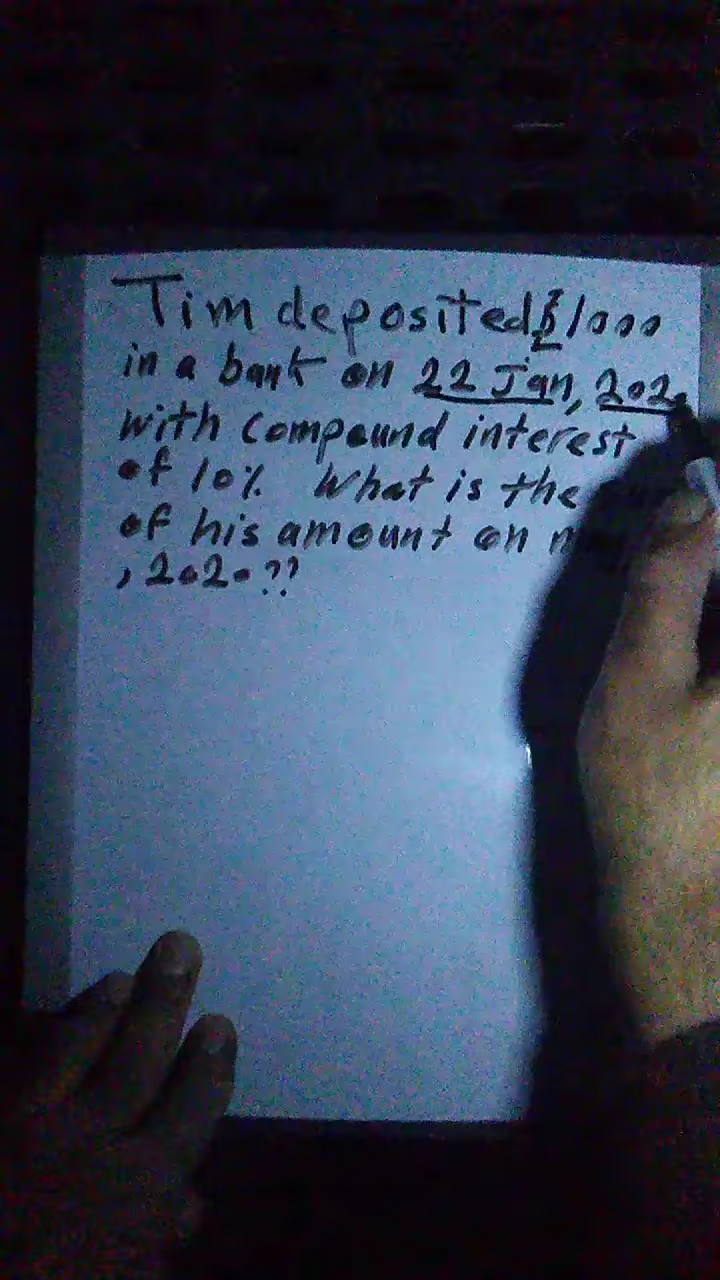 Tim deposited $1000
in a bank on 22 Jan, 2020
with compound interest
of 10% What is the
of his amount on
, 2020??